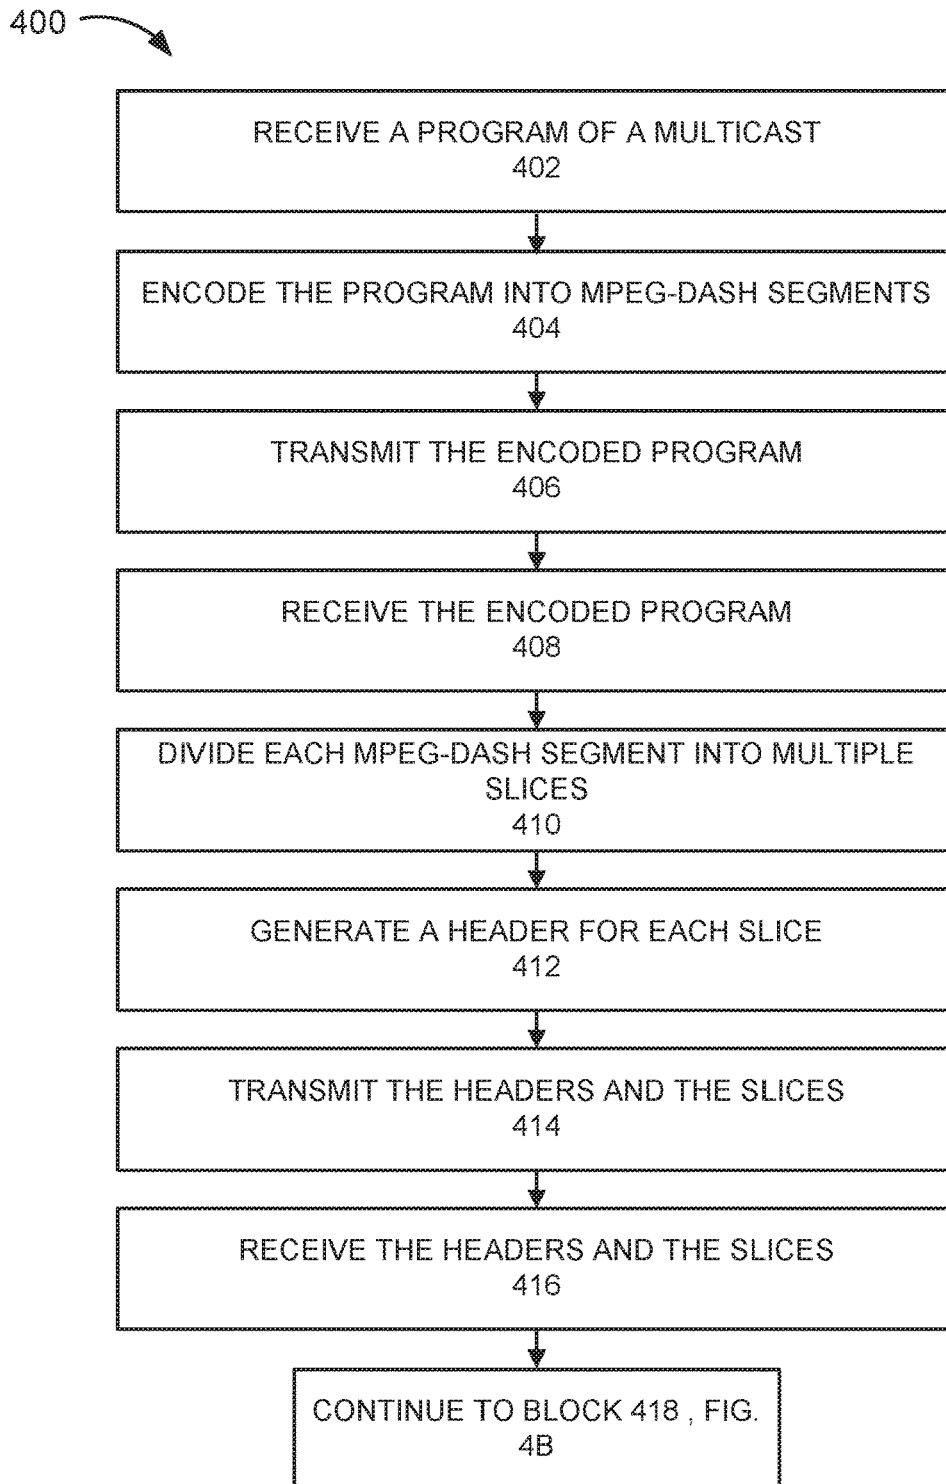 400
RECEIVE A PROGRAM OF A MULTICAST
402
ENCODE THE PROGRAM INTO MPEG-DASH SEGMENTS
404
TRANSMIT THE ENCODED PROGRAM
406
RECEIVE THE ENCODED PROGRAM
408
DIVIDE EACH MPEG-DASH SEGMENT INTO MULTIPLE
SLICES
410
GENERATE A HEADER FOR EACH SLICE
412
TRANSMIT THE HEADERS AND THE SLICES
414
RECEIVE THE HEADERS AND THE SLICES
416
CONTINUE TO BLOCK 418 , FIG.
4B